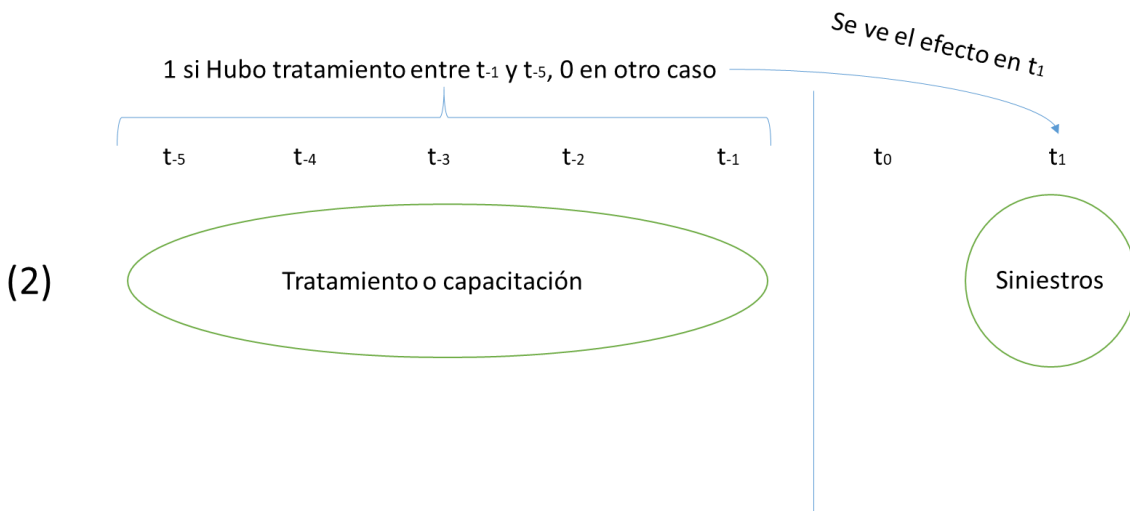 Se ve el efecto en t₁
1 si Hubo tratamiento entre t-1 y t-5, 0 en otro caso
t-5 t-4 t-3 t-2 t-1 t0 t1
(2) Tratamiento o capacitación Siniestros